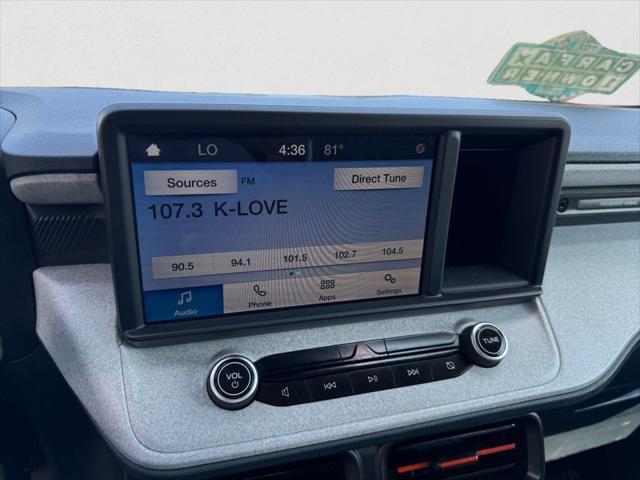 CARFAX
1 OWNER
LO 4:36 81°
Sources FM Direct Tune
107.3 K-LOVE
90.5 94.1 101.5 102.7 104.5
Audio Phone Apps Settings
VOL TUNE